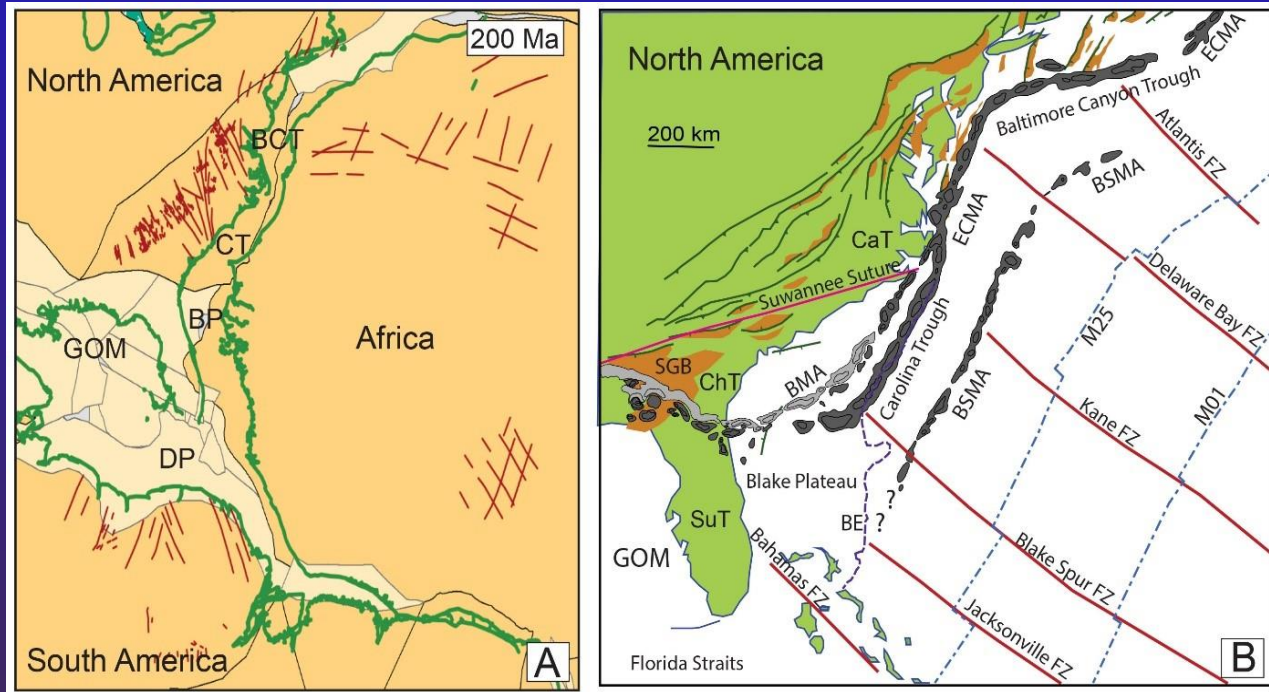 200 Ma
North America
BCT
CT
BP
GOM
Africa
DP
South America
A
North America
ECMA
Baltimore Canyon Trough
200 km
Atlantis FZ
BSMA
ECMA
CaT
Suwannee Suture
Delaware Bay FZ
M25
Carolina Trough
SGB
ChT
BMA
BSMA
Kane FZ
M01
Blake Plateau
?
SuT
BE
?
GOM
Bahamas FZ
Blake Spur FZ
Jacksonville FZ
Florida Straits
B